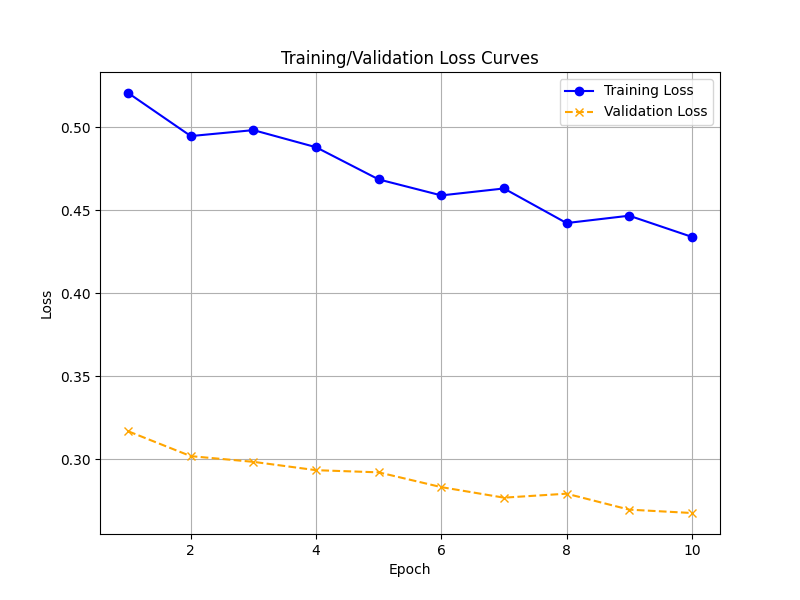 Training/Validation Loss Curves
Training Loss
Validation Loss
0.50
0.45
0.40
0.35
0.30
Loss
2 4 6 8 10
Epoch